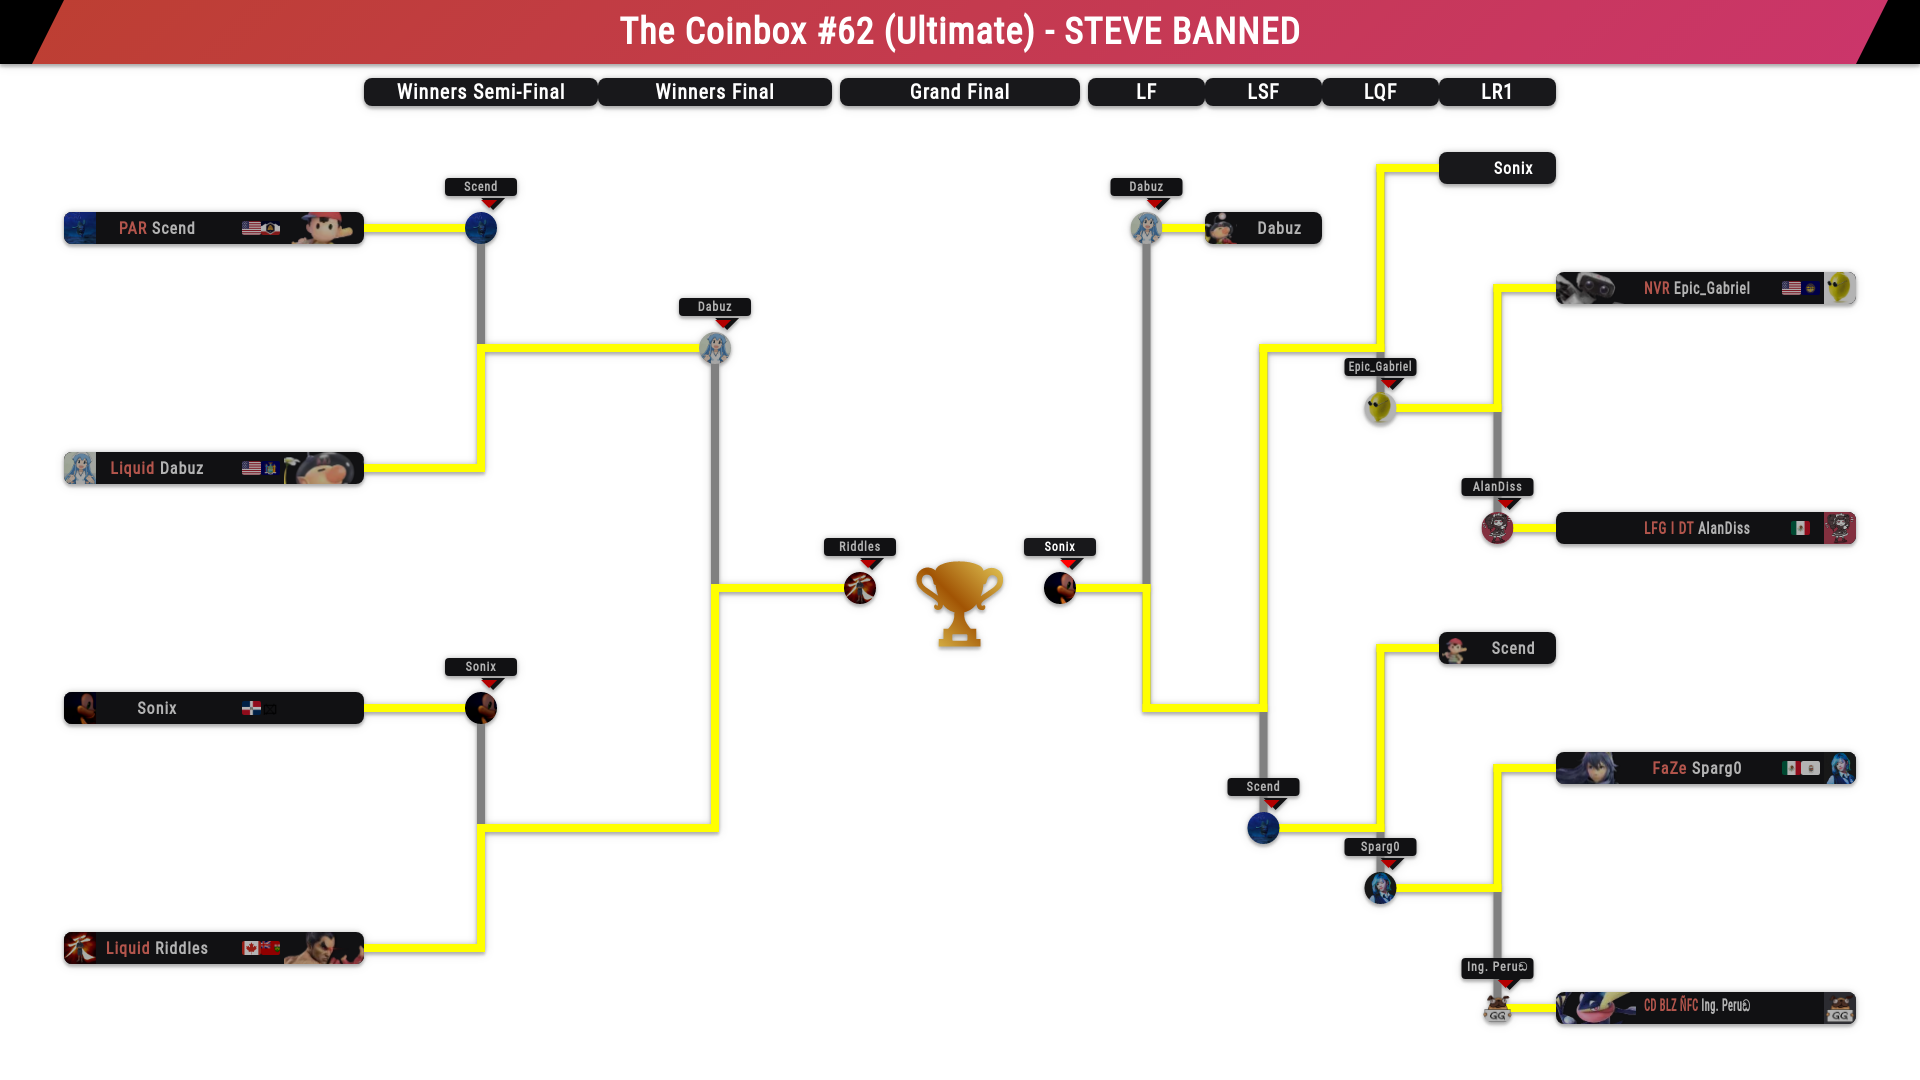 The Coinbox #62 (Ultimate) - STEVE BANNED
Winners Semi-Final
Winners Final
Grand Final
LF
LSF
LQF
LR1
Scend
PAR Scend
Dabuz
Liquid Dabuz
Sonix
Sonix
Liquid Riddles
Riddles
Sonix
Dabuz
Dabuz
Sonix
NVR Epic_Gabriel
Epic_Gabriel
AlanDiss
LFG | DT AlanDiss
Scend
FaZe Sparg0
Scend
Sparg0
Ing. Peru
CD BLZ ÑFC Ing. Peru
GG
GG